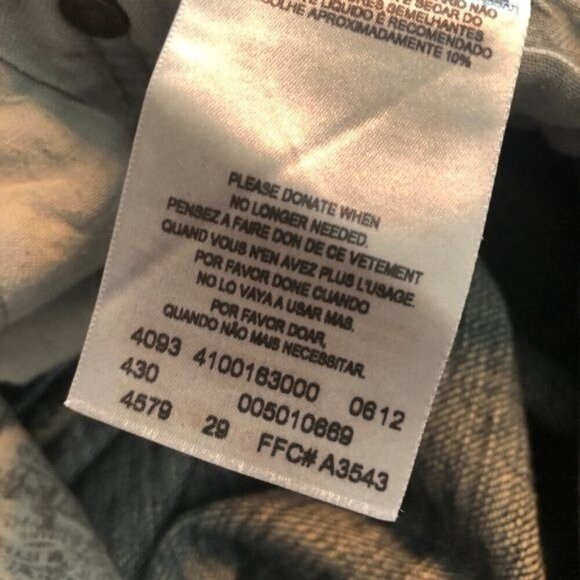 NÃO
SECAR DO
SEMELHANTES
LÍQUIDO É RECOMENDADO
APROXIMADAMENTE 10%
PLEASE DONATE WHEN
NO LONGER NEEDED.
PENSEZ À FAIRE DON DE CE VETEMENT
QUAND VOUS N'EN AVEZ PLUS L'USAGE.
POR FAVOR DONE CUANDO
NO LO VAYA A USAR MAS.
POR FAVOR DOAR,
QUANDO NÃO MAIS NECESSITAR.
4093 4100163000 0612
430 005010669
4579 29 FFC# A3543